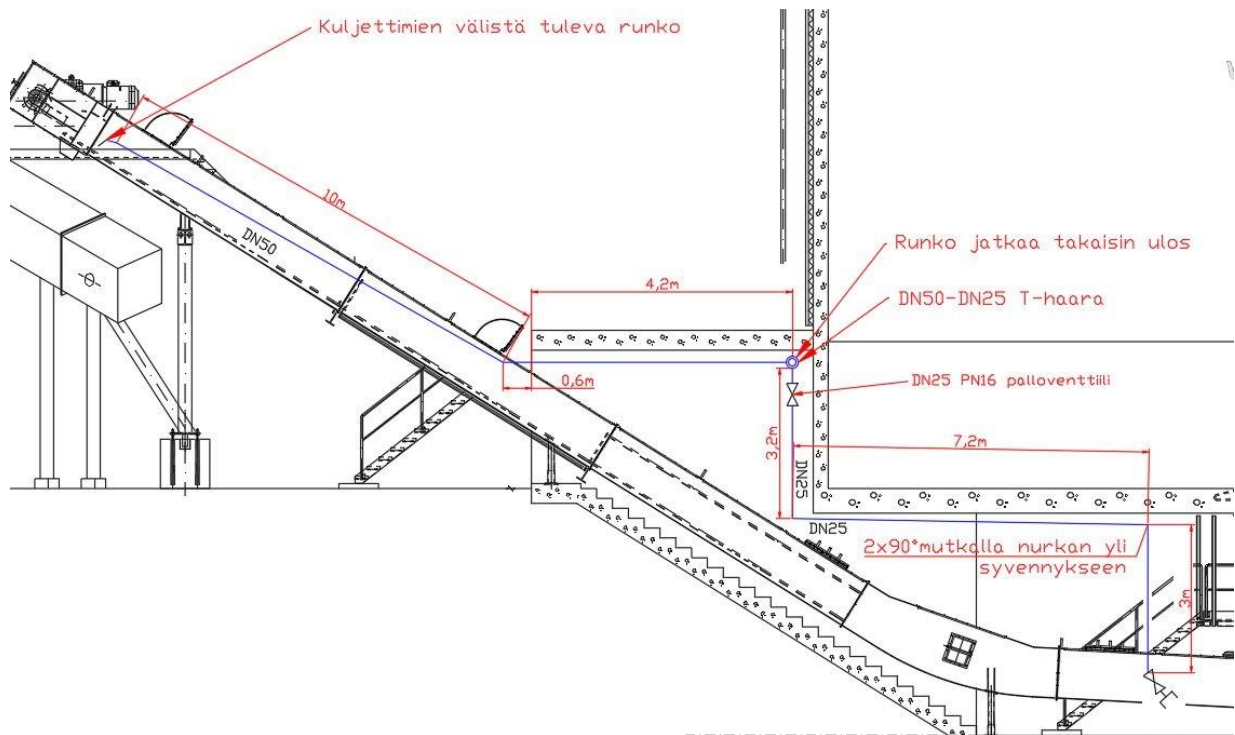 Kuljettimien välistä tuleva runko
10m
DN50
Runko jatkaa takaisin ulos
4,2m
DN50-DN25 T-haara
0,6m
DN25 PN16 palloventtiili
3,2m
7,2m
DN25
DN25
2x90°mutkalla nurkan yli
syvennykseen
3m